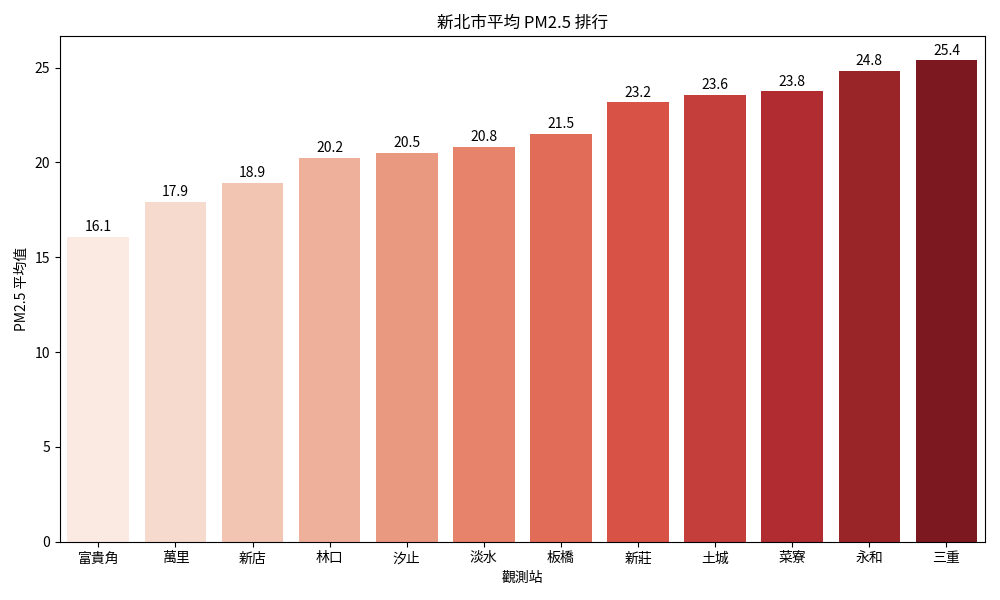 新北市平均 PM2.5 排行
PM2.5 平均值
25
20
15
10
5
0
16.1
17.9
18.9
20.2
20.5
20.8
21.5
23.2
23.6
23.8
24.8
25.4
富貴角
萬里
新店
林口
汐止
淡水
板橋
新莊
土城
菜寮
永和
三重
觀測站